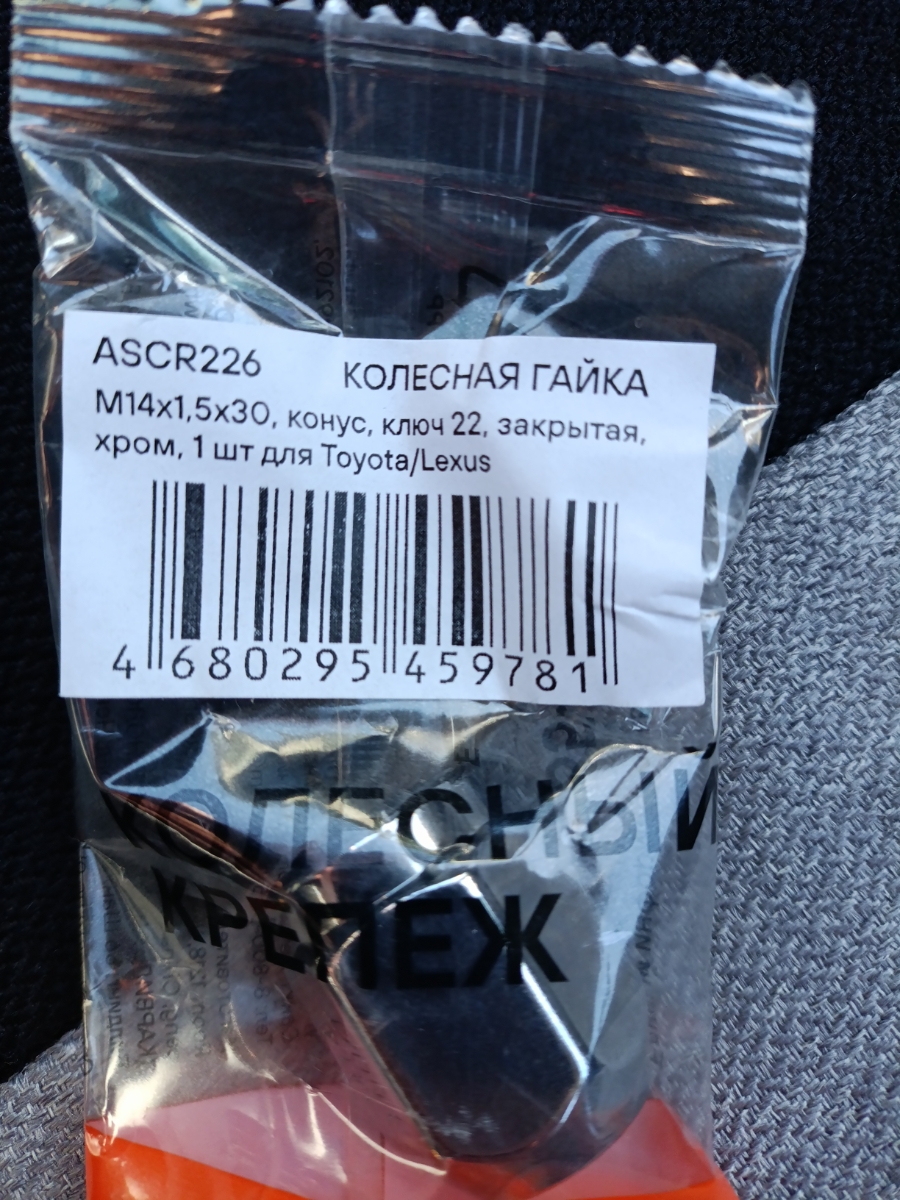 ASCR226 КОЛЕСНАЯ ГАЙКА
M14x1,5x30, конус, ключ 22, закрытая,
хром, 1 шт для Toyota/Lexus
4 680295 459781
КОЛЕСНЫЙ
КРЕПЕЖ